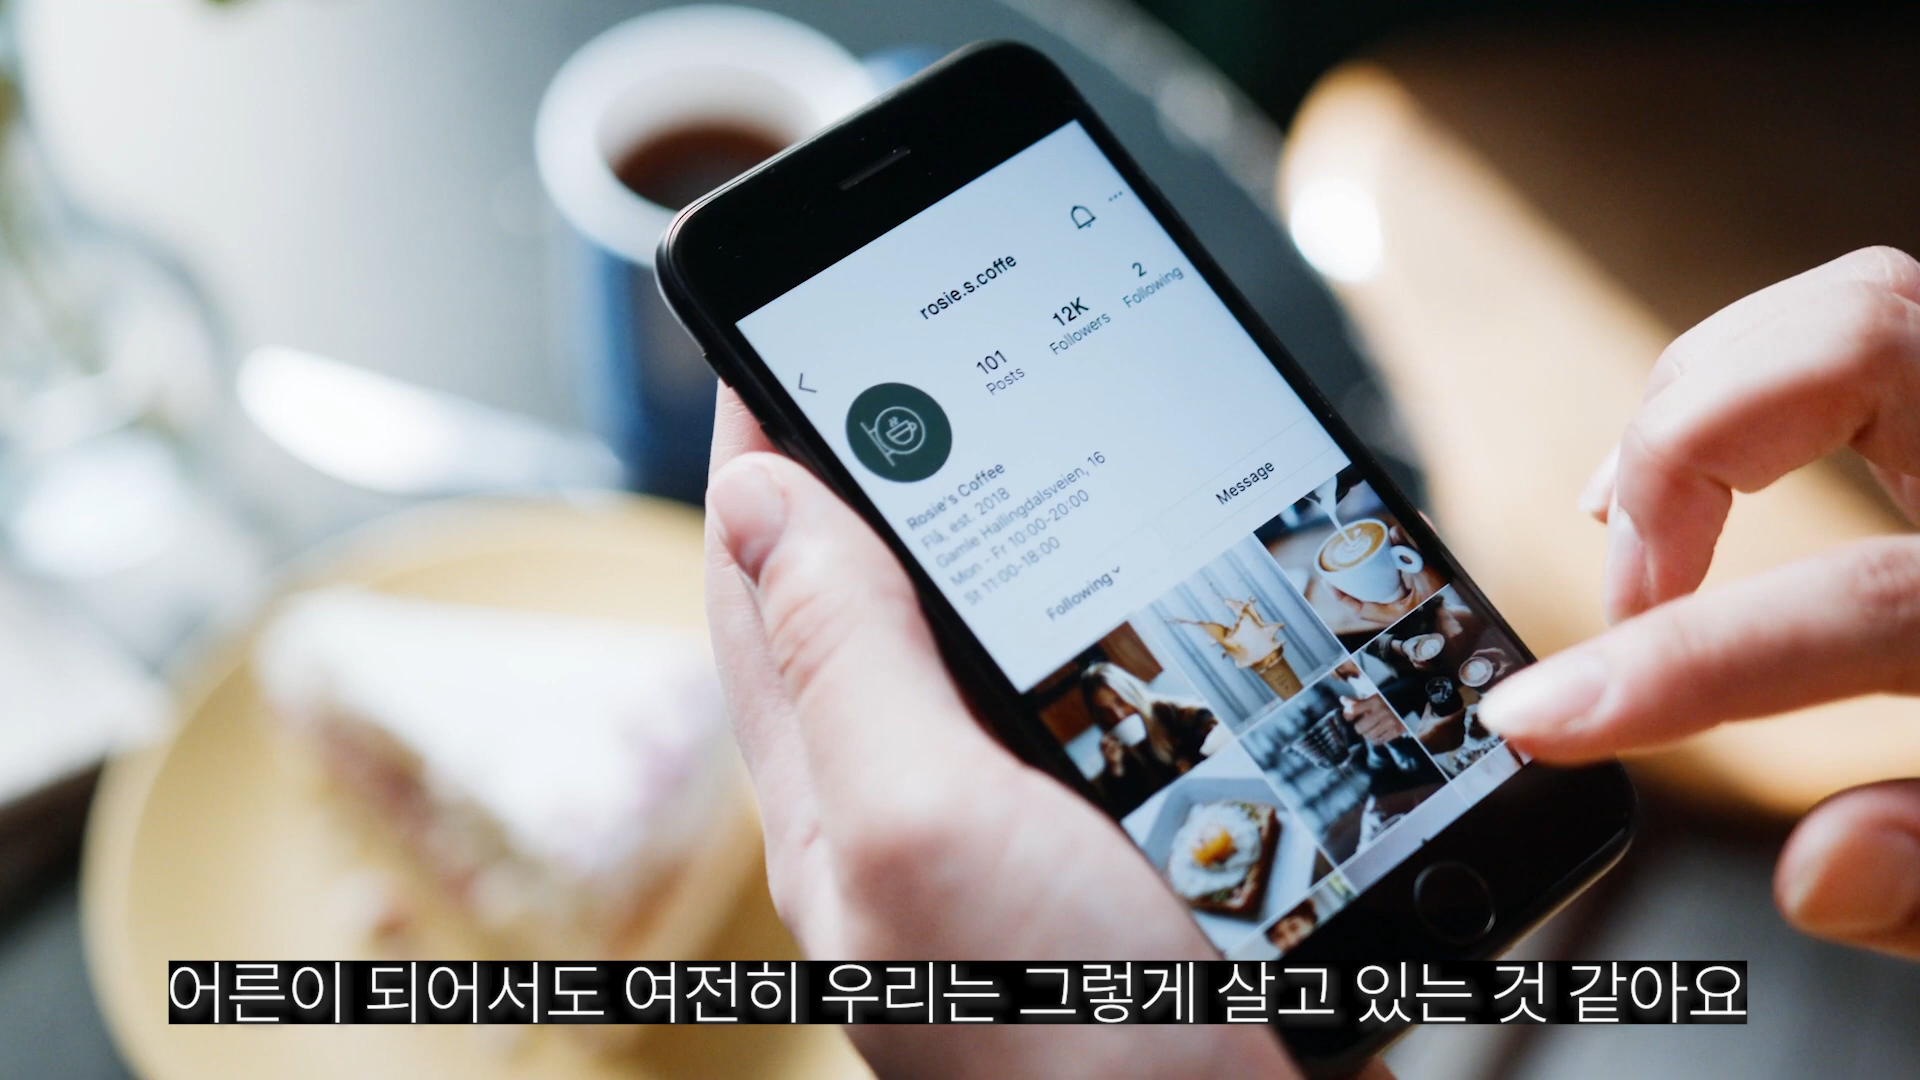 rosie.s.coffe
101
Posts
12K
Followers
2
Following
Rosie's Coffee
Flå, est. 2018
Gamle Hallingdalsveien, 16
Mon - Fr 10:00-20:00
St 11:00-18:00
Following
Message
어른이 되어서도 여전히 우리는 그렇게 살고 있는 것 같아요